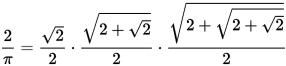 2/π = √2/2 · √(2 + √2)/2 · √(2 + √(2 + √2))/2